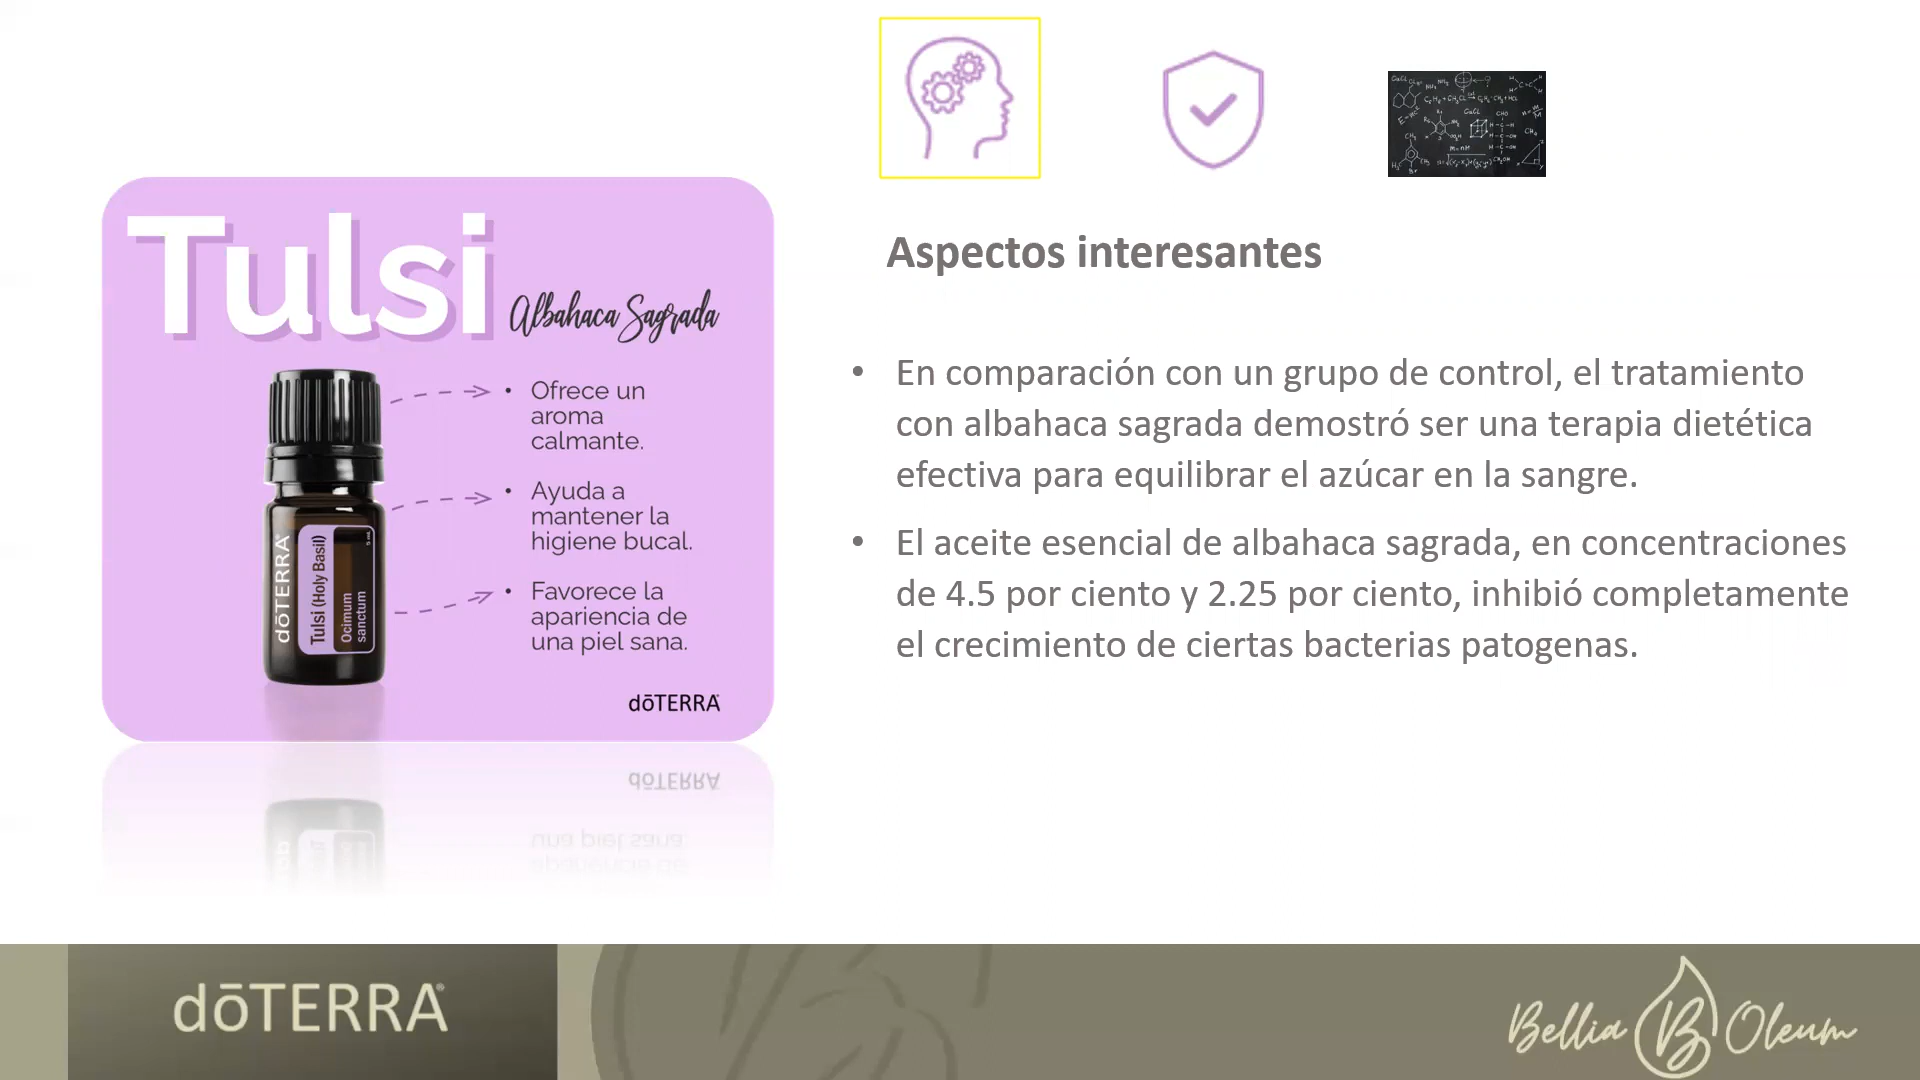 Tulsi
Albahaca Sagrada
• Ofrece un
aroma
calmante.
• Ayuda a
mantener la
higiene bucal.
• Favorece la
apariencia de
una piel sana.
dōTERRA
Tulsi (Holy Basil)
Ocimum
sanctum
5 mL
dōTERRA
Aspectos interesantes
• En comparación con un grupo de control, el tratamiento
con albahaca sagrada demostró ser una terapia dietética
efectiva para equilibrar el azúcar en la sangre.
• El aceite esencial de albahaca sagrada, en concentraciones
de 4.5 por ciento y 2.25 por ciento, inhibió completamente
el crecimiento de ciertas bacterias patogenas.
dōTERRA®
Bellia B Oleum